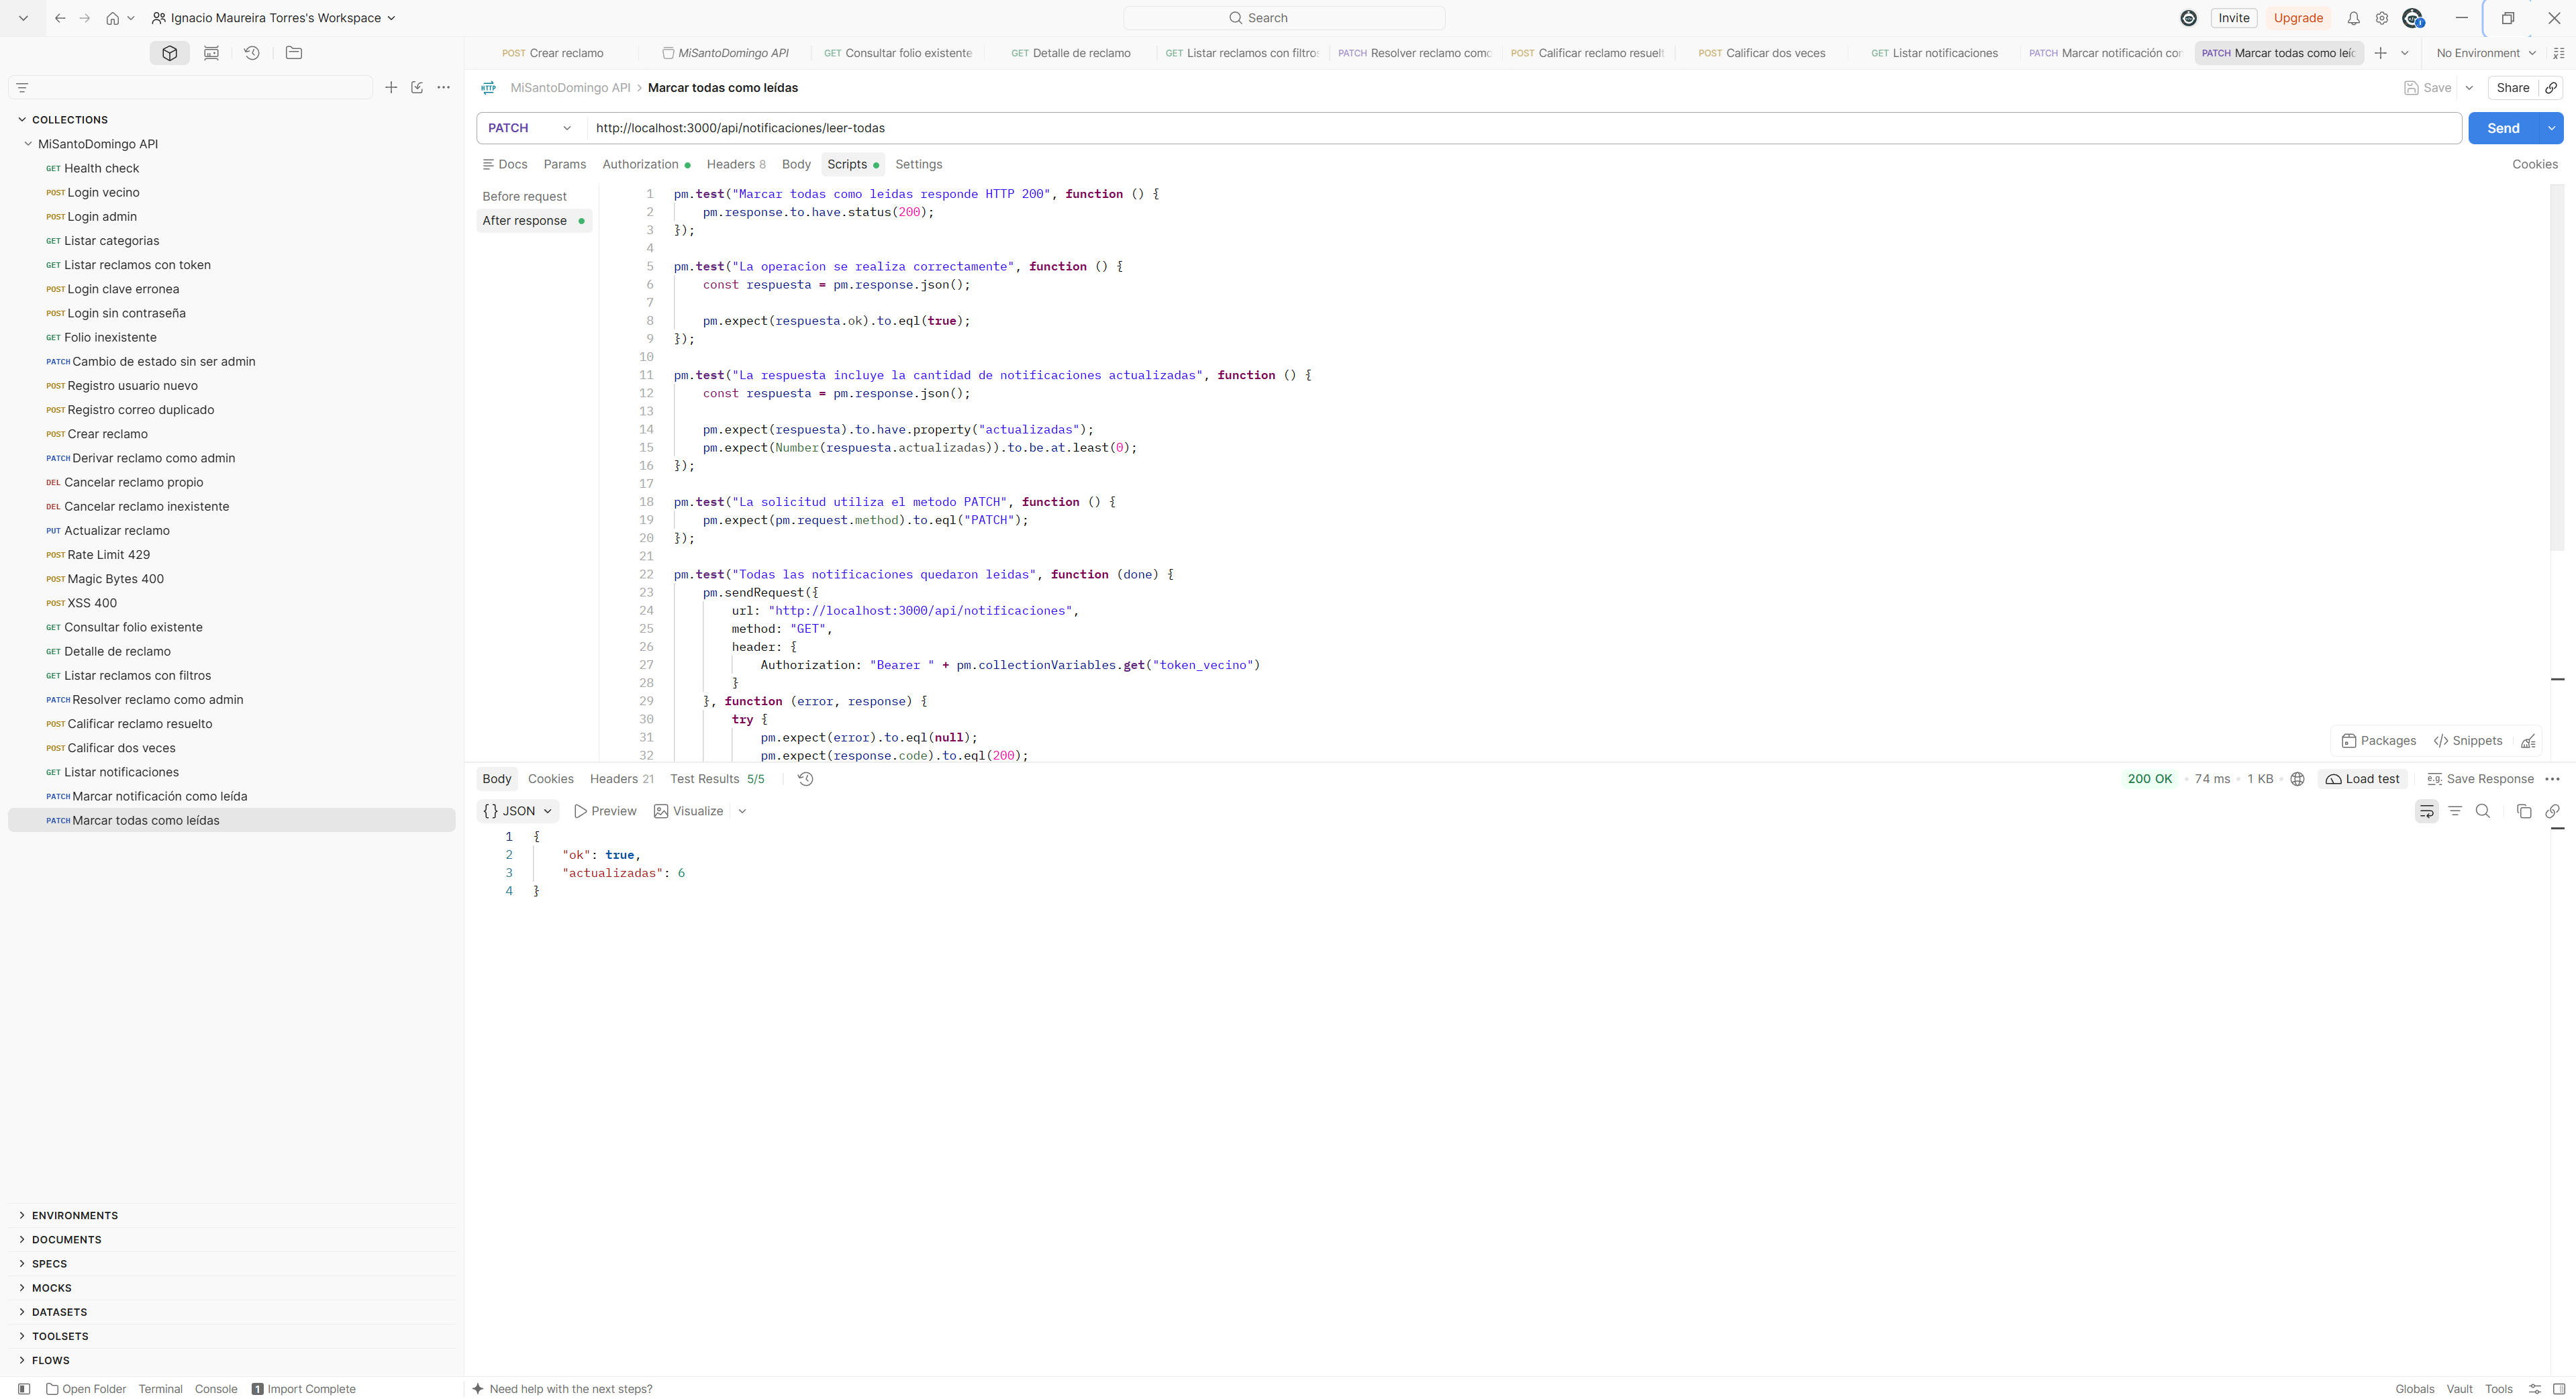 Ignacio Maureira Torres's Workspace
Search
Invite
Upgrade
POST Crear reclamo
MiSantoDomingo API
GET Consultar folio existente
GET Detalle de reclamo
GET Listar reclamos con filtro
PATCH Resolver reclamo como
POST Calificar reclamo resuelt
POST Calificar dos veces
GET Listar notificaciones
PATCH Marcar notificación co
PATCH Marcar todas como leíd
No Environment
COLLECTIONS
MiSantoDomingo API
GET Health check
POST Login vecino
POST Login admin
GET Listar categorias
GET Listar reclamos con token
POST Login clave erronea
POST Login sin contraseña
GET Folio inexistente
PATCH Cambio de estado sin ser admin
POST Registro usuario nuevo
POST Registro correo duplicado
POST Crear reclamo
PATCH Derivar reclamo como admin
DEL Cancelar reclamo propio
DEL Cancelar reclamo inexistente
PUT Actualizar reclamo
POST Rate Limit 429
POST Magic Bytes 400
POST XSS 400
GET Consultar folio existente
GET Detalle de reclamo
GET Listar reclamos con filtros
PATCH Resolver reclamo como admin
POST Calificar reclamo resuelto
POST Calificar dos veces
GET Listar notificaciones
PATCH Marcar notificación como leída
PATCH Marcar todas como leídas
ENVIRONMENTS
DOCUMENTS
SPECS
MOCKS
DATASETS
TOOLSETS
FLOWS
HTTP MiSantoDomingo API > Marcar todas como leídas
Save
Share
PATCH http://localhost:3000/api/notificaciones/leer-todas
Send
Docs Params Authorization Headers 8 Body Scripts Settings
Cookies
Before request
After response
1 pm.test("Marcar todas como leidas responde HTTP 200", function () {
2 pm.response.to.have.status(200);
3 });
4
5 pm.test("La operacion se realiza correctamente", function () {
6 const respuesta = pm.response.json();
7
8 pm.expect(respuesta.ok).to.eql(true);
9 });
10
11 pm.test("La respuesta incluye la cantidad de notificaciones actualizadas", function () {
12 const respuesta = pm.response.json();
13
14 pm.expect(respuesta).to.have.property("actualizadas");
15 pm.expect(Number(respuesta.actualizadas)).to.be.at.least(0);
16 });
17
18 pm.test("La solicitud utiliza el metodo PATCH", function () {
19 pm.expect(pm.request.method).to.eql("PATCH");
20 });
21
22 pm.test("Todas las notificaciones quedaron leidas", function (done) {
23 pm.sendRequest({
24 url: "http://localhost:3000/api/notificaciones",
25 method: "GET",
26 header: {
27 Authorization: "Bearer " + pm.collectionVariables.get("token_vecino")
28 }
29 }, function (error, response) {
30 try {
31 pm.expect(error).to.eql(null);
32 pm.expect(response.code).to.eql(200);
Packages
Snippets
Body Cookies Headers 21 Test Results 5/5
200 OK 74 ms 1 KB
Load test
e.g. Save Response
{ } JSON
Preview
Visualize
1 {
2 "ok": true,
3 "actualizadas": 6
4 }
Open Folder
Terminal
Console
1 Import Complete
Need help with the next steps?
Globals
Vault
Tools